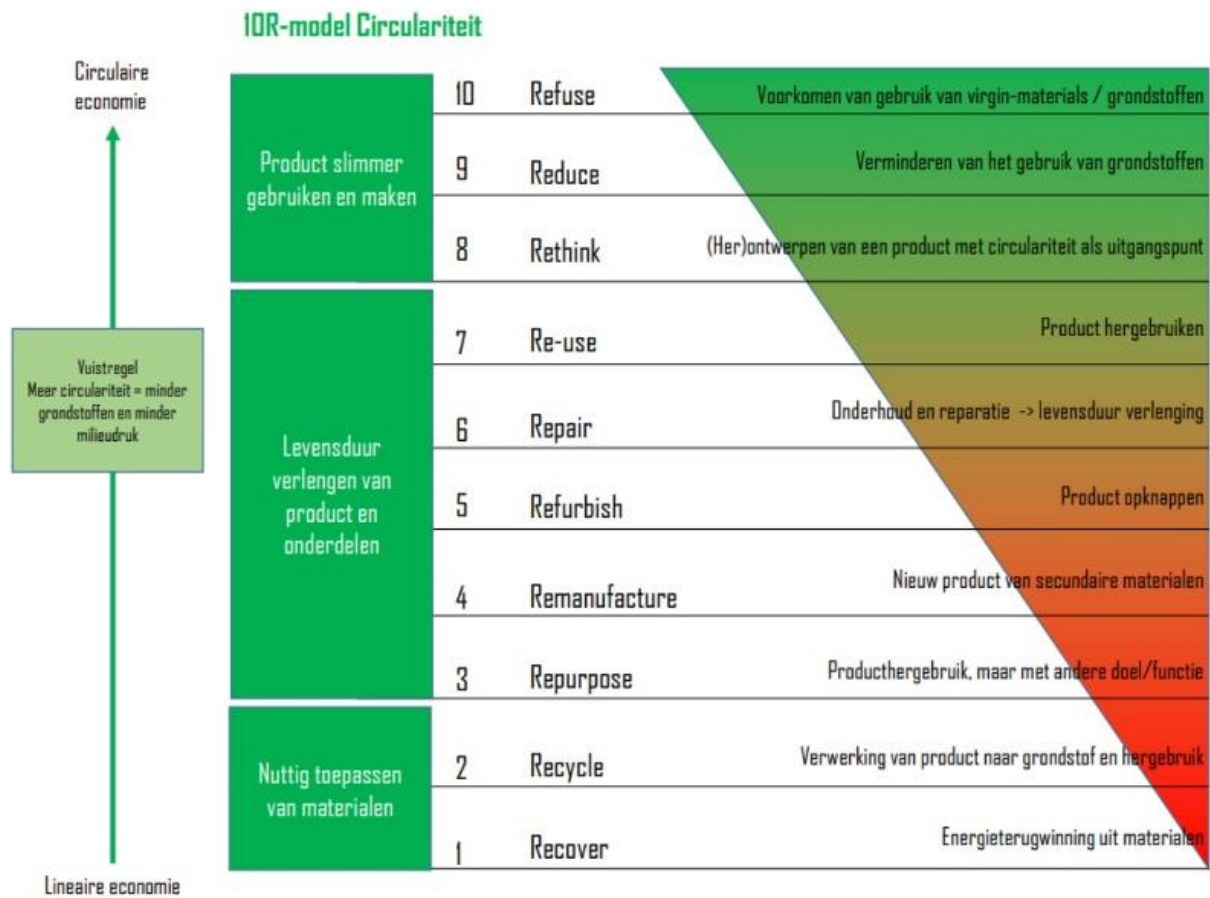 10R-model Circulariteit
Circulaire
economie
Vuistregel
Meer circulariteit = minder
grondstoffen en minder
milieudruk
Lineaire economie
Product slimmer
gebruiken en maken
10 Refuse Voorkomen van gebruik van virgin-materials / grondstoffen
9 Reduce Verminderen van het gebruik van grondstoffen
8 Rethink (Her)ontwerpen van een product met circulariteit als uitgangspunt
Levensduur
verlengen van
product en
onderdelen
7 Re-use Product hergebruiken
6 Repair Onderhoud en reparatie -> levensduur verlenging
5 Refurbish Product opknappen
4 Remanufacture Nieuw product van secundaire materialen
3 Repurpose Producthergebruik, maar met andere doel/functie
Nuttig toepassen
van materialen
2 Recycle Verwerking van product naar grondstof en hergebruik
1 Recover Energieterugwinning uit materialen